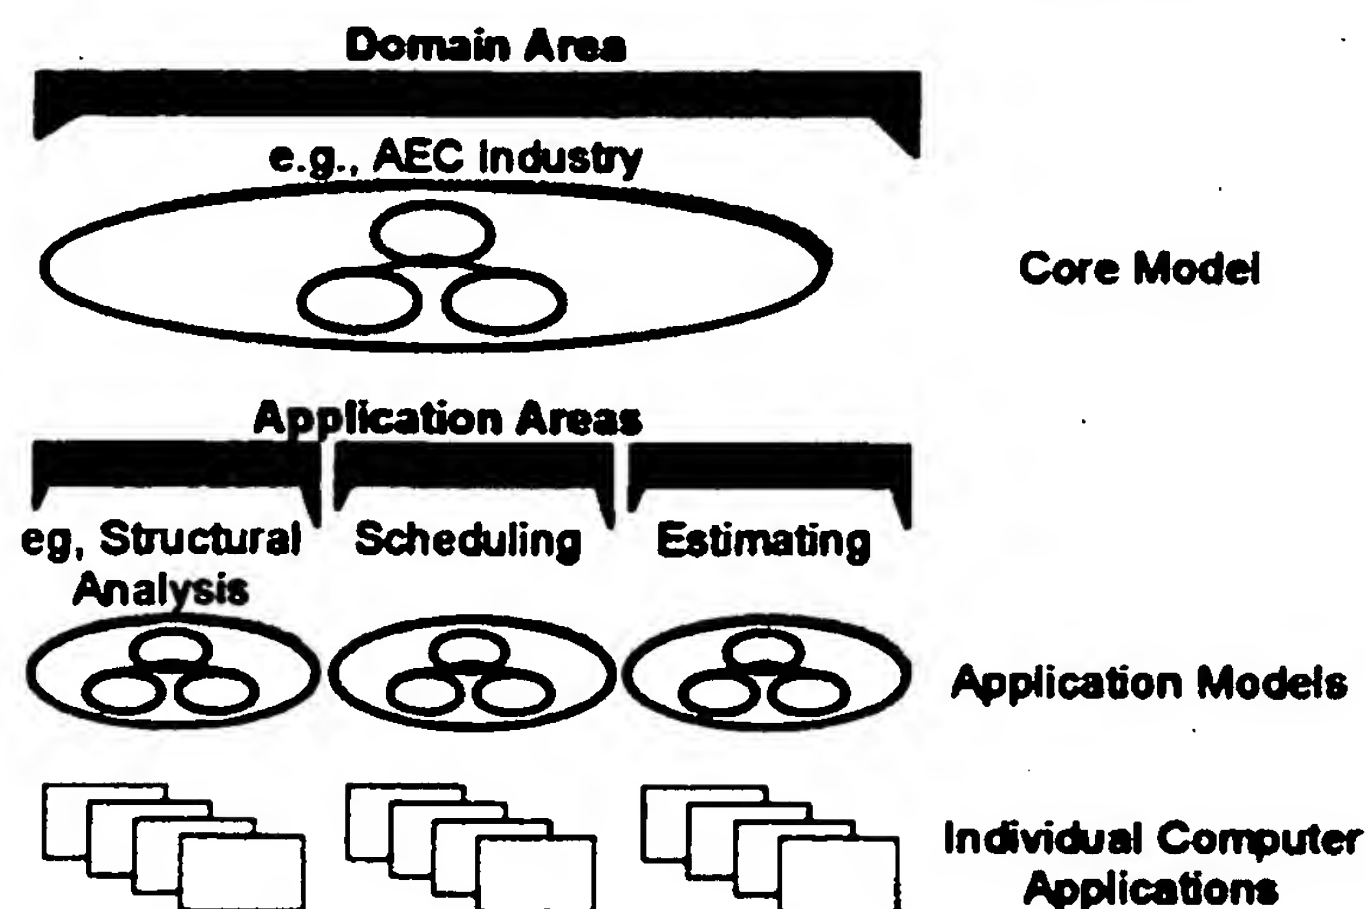 Domain Area
e.g., AEC Industry
Core Model
Application Areas
eg, Structural Analysis
Scheduling
Estimating
Application Models
Individual Computer
Applications